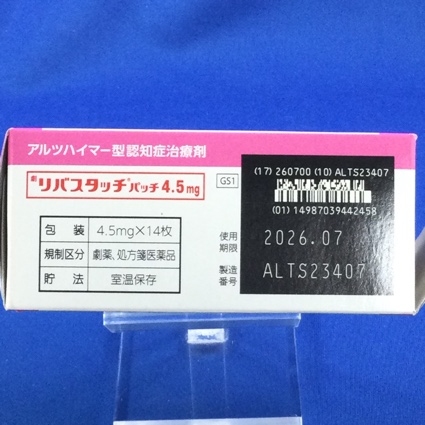 アルツハイマー型認知症治療剤
劇 リバスタッチ®パッチ4.5mg
GS1
包装 4.5mg×14枚
規制区分 劇薬、処方箋医薬品
貯法 室温保存
(17) 260700 (10) ALTS23407
(01) 14987039442458
使用期限 2026.07
製造番号 ALTS23407